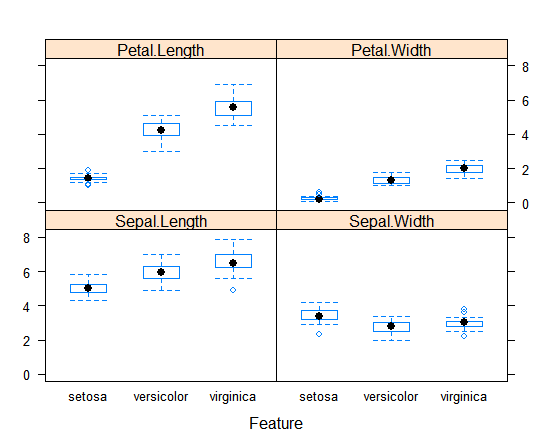 Petal.Length Petal.Width
8
6
4
2
0
Sepal.Length Sepal.Width
8
6
4
2
0
setosa versicolor virginica setosa versicolor virginica
Feature